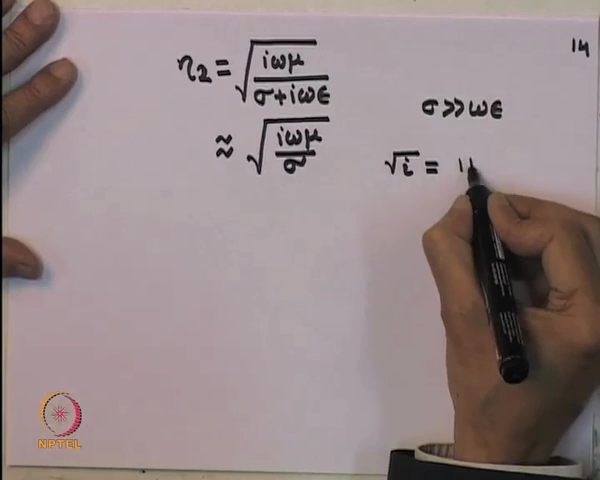 14
η₂ = √(iωμ / σ+iωϵ)
σ >> ωϵ
≈ √(iωμ / σ)
√i =
NPTEL